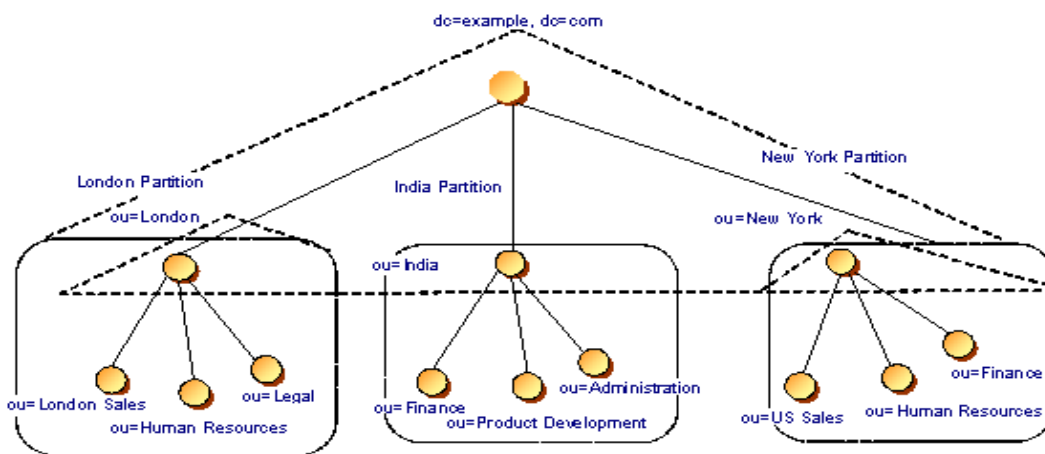 dc=example, dc=com
New York Partition
London Partition
India Partition
ou=London
ou=New York
ou=India
ou=London Sales
ou=Human Resources
ou=Legal
ou=Finance
ou=Product Development
ou=Administration
ou=US Sales
ou=Human Resources
ou=Finance